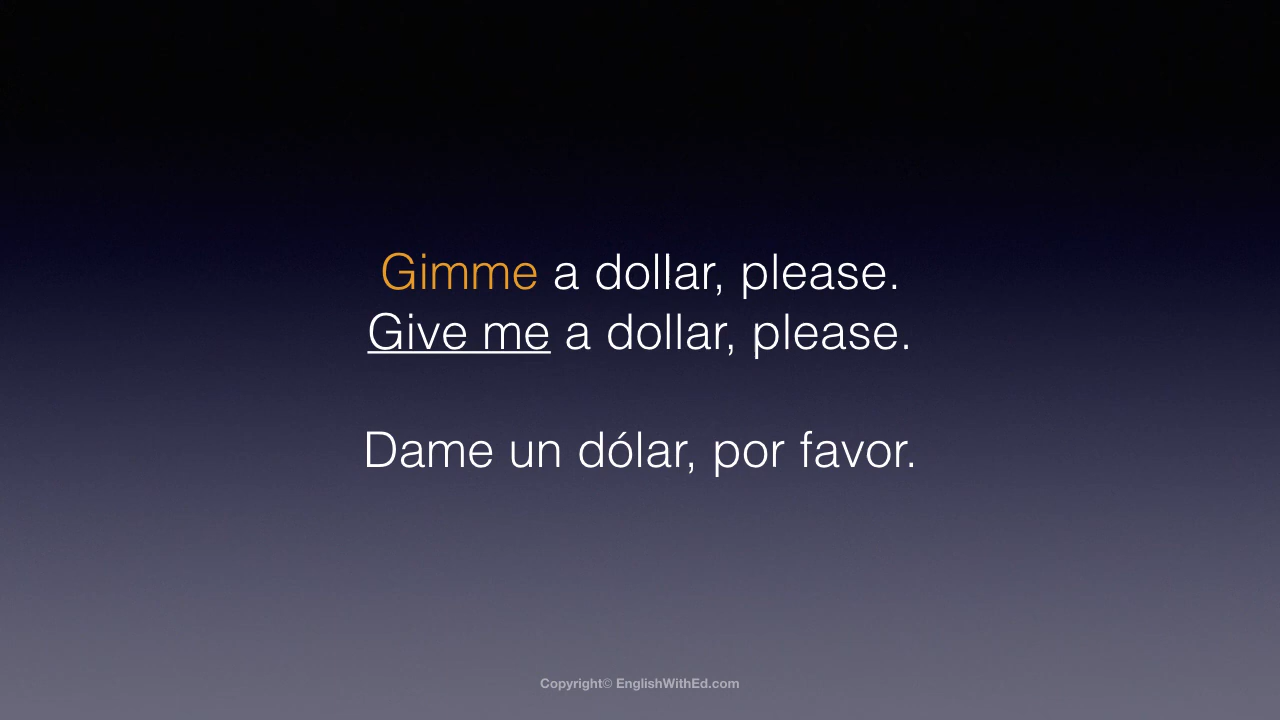 Gimme a dollar, please.
Give me a dollar, please.
Dame un dólar, por favor.
Copyright© EnglishWithEd.com